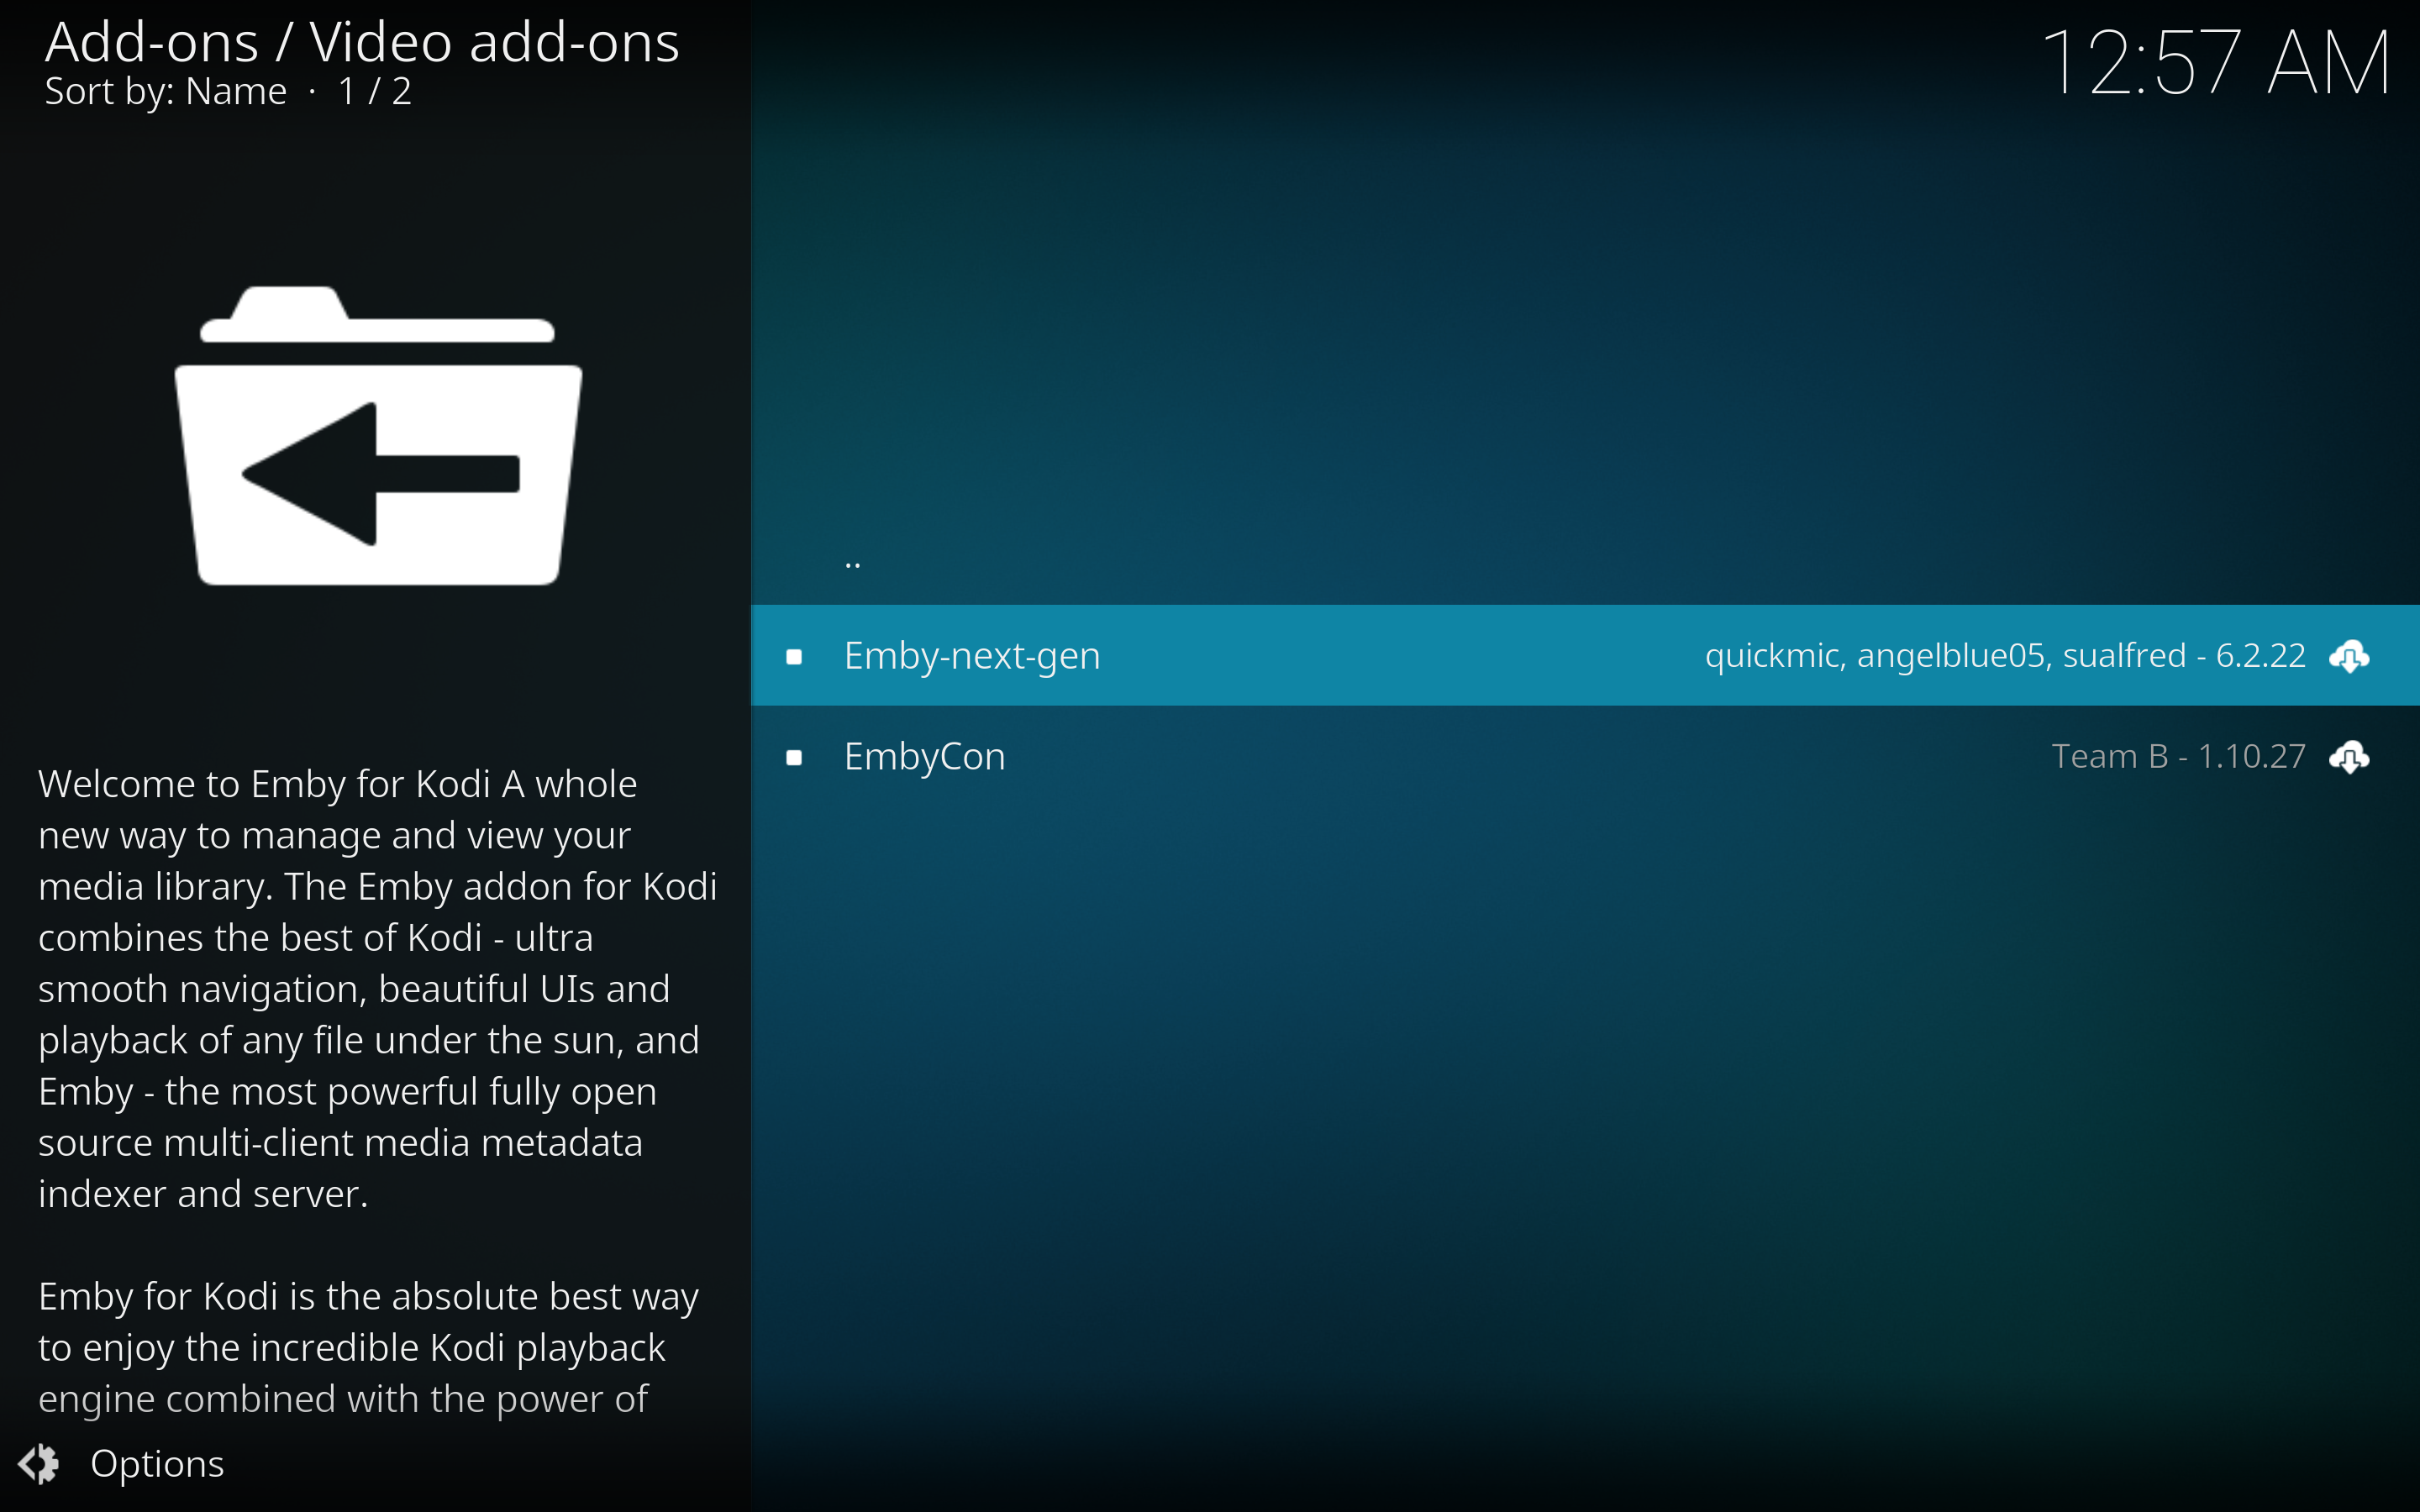 Add-ons / Video add-ons
Sort by: Name · 1 / 2
12:57 AM
..
Emby-next-gen quickmic, angelblue05, sualfred - 6.2.22
EmbyCon Team B - 1.10.27
Welcome to Emby for Kodi A whole
new way to manage and view your
media library. The Emby addon for Kodi
combines the best of Kodi - ultra
smooth navigation, beautiful UIs and
playback of any file under the sun, and
Emby - the most powerful fully open
source multi-client media metadata
indexer and server.
Emby for Kodi is the absolute best way
to enjoy the incredible Kodi playback
engine combined with the power of
Options